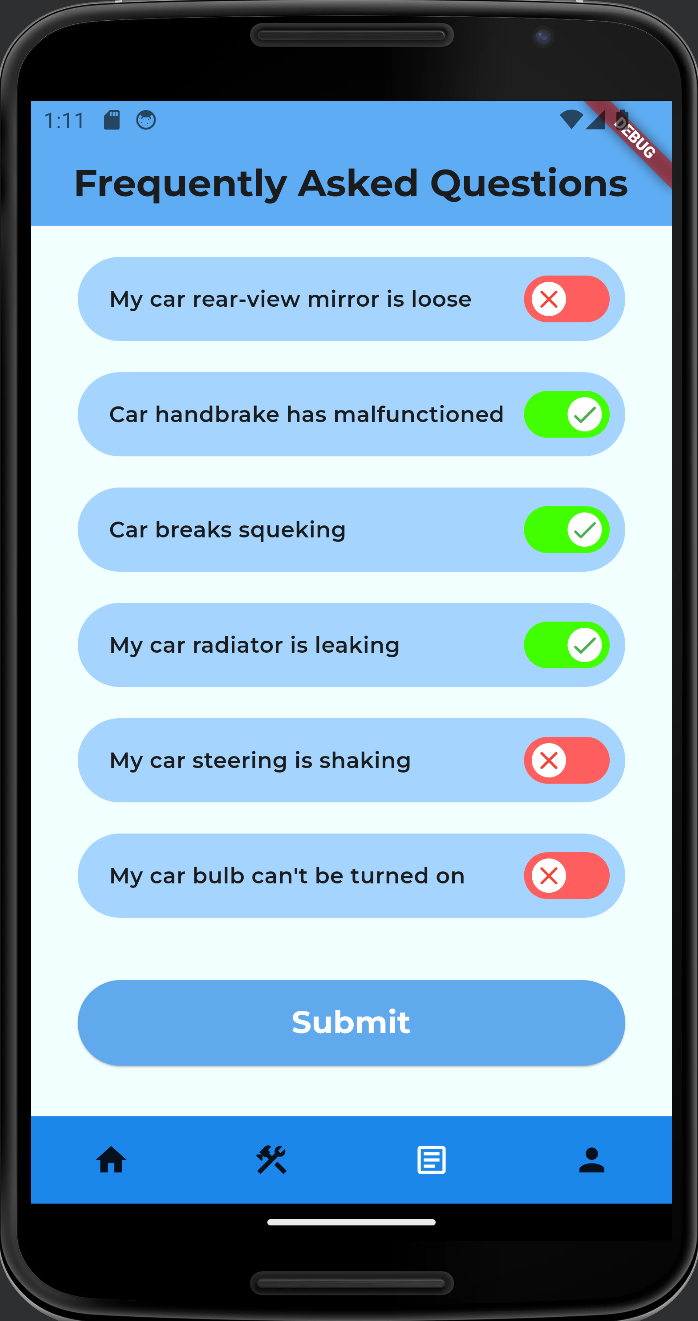 1:11
DEBUG
Frequently Asked Questions
My car rear-view mirror is loose
Car handbrake has malfunctioned
Car breaks squeking
My car radiator is leaking
My car steering is shaking
My car bulb can't be turned on
Submit